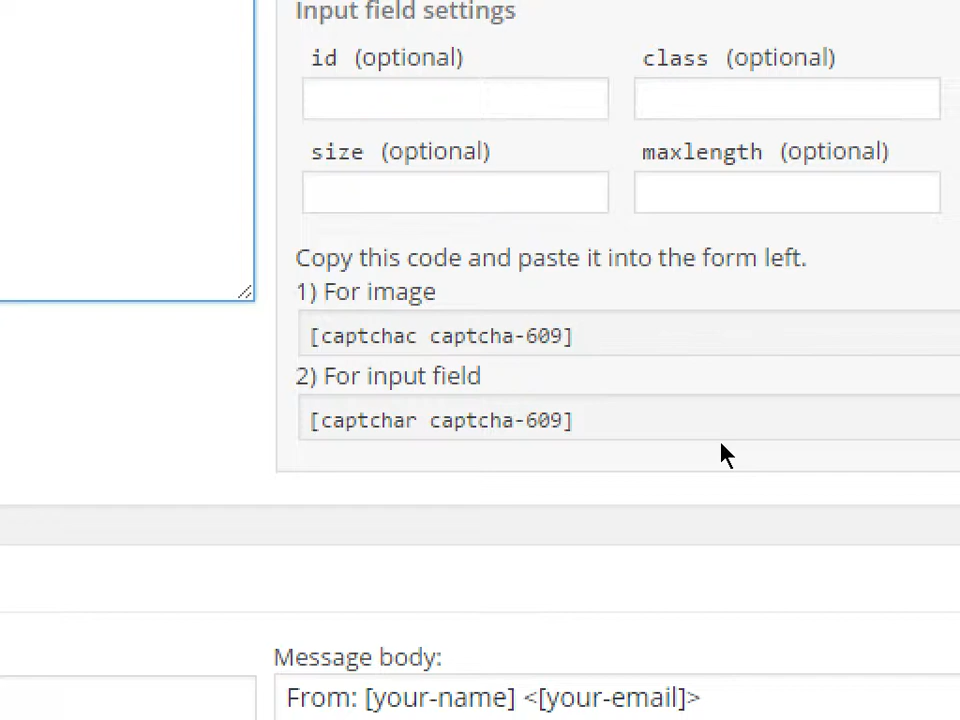 Input field settings
id (optional) class (optional)
size (optional) maxlength (optional)
Copy this code and paste it into the form left.
1) For image
[captchac captcha-609]
2) For input field
[captchar captcha-609]
Message body:
From: [your-name] <[your-email]>